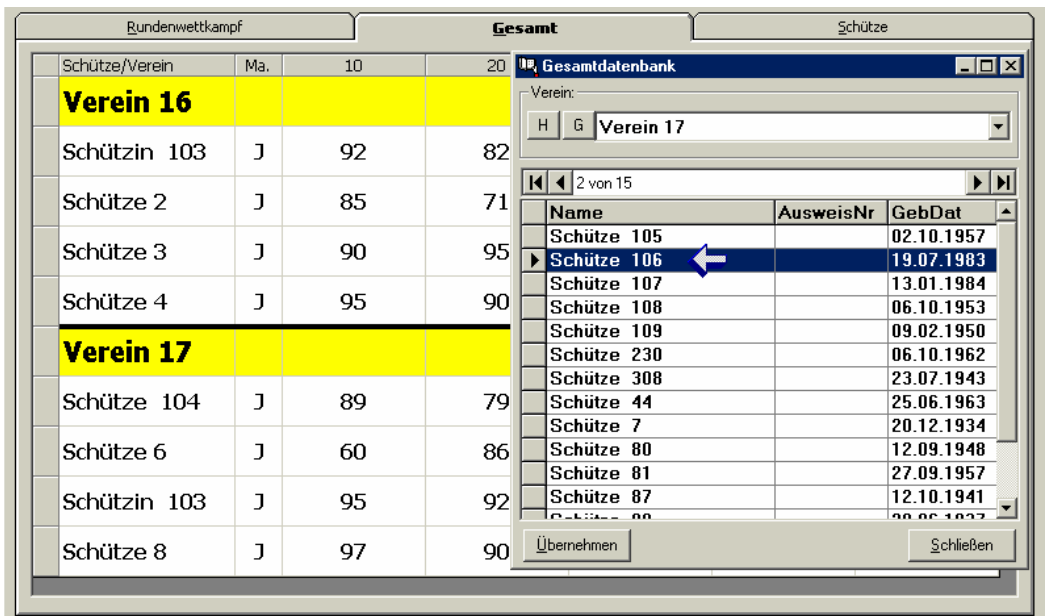 Rundenwettkampf Gesamt Schütze
Schütze/Verein Ma. 10 20
Verein 16
Schützin 103 J 92 82
Schütze 2 J 85 71
Schütze 3 J 90 95
Schütze 4 J 95 90
Verein 17
Schütze 104 J 89 79
Schütze 6 J 60 86
Schützin 103 J 95 92
Schütze 8 J 97 90
Gesamtdatenbank
Verein:
H G Verein 17
2 von 15
Name AusweisNr GebDat
Schütze 105 02.10.1957
Schütze 106 19.07.1983
Schütze 107 13.01.1984
Schütze 108 06.10.1953
Schütze 109 09.02.1950
Schütze 230 06.10.1962
Schütze 308 23.07.1943
Schütze 44 25.06.1963
Schütze 7 20.12.1934
Schütze 80 12.09.1948
Schütze 81 27.09.1957
Schütze 87 12.10.1941
Übernehmen Schließen